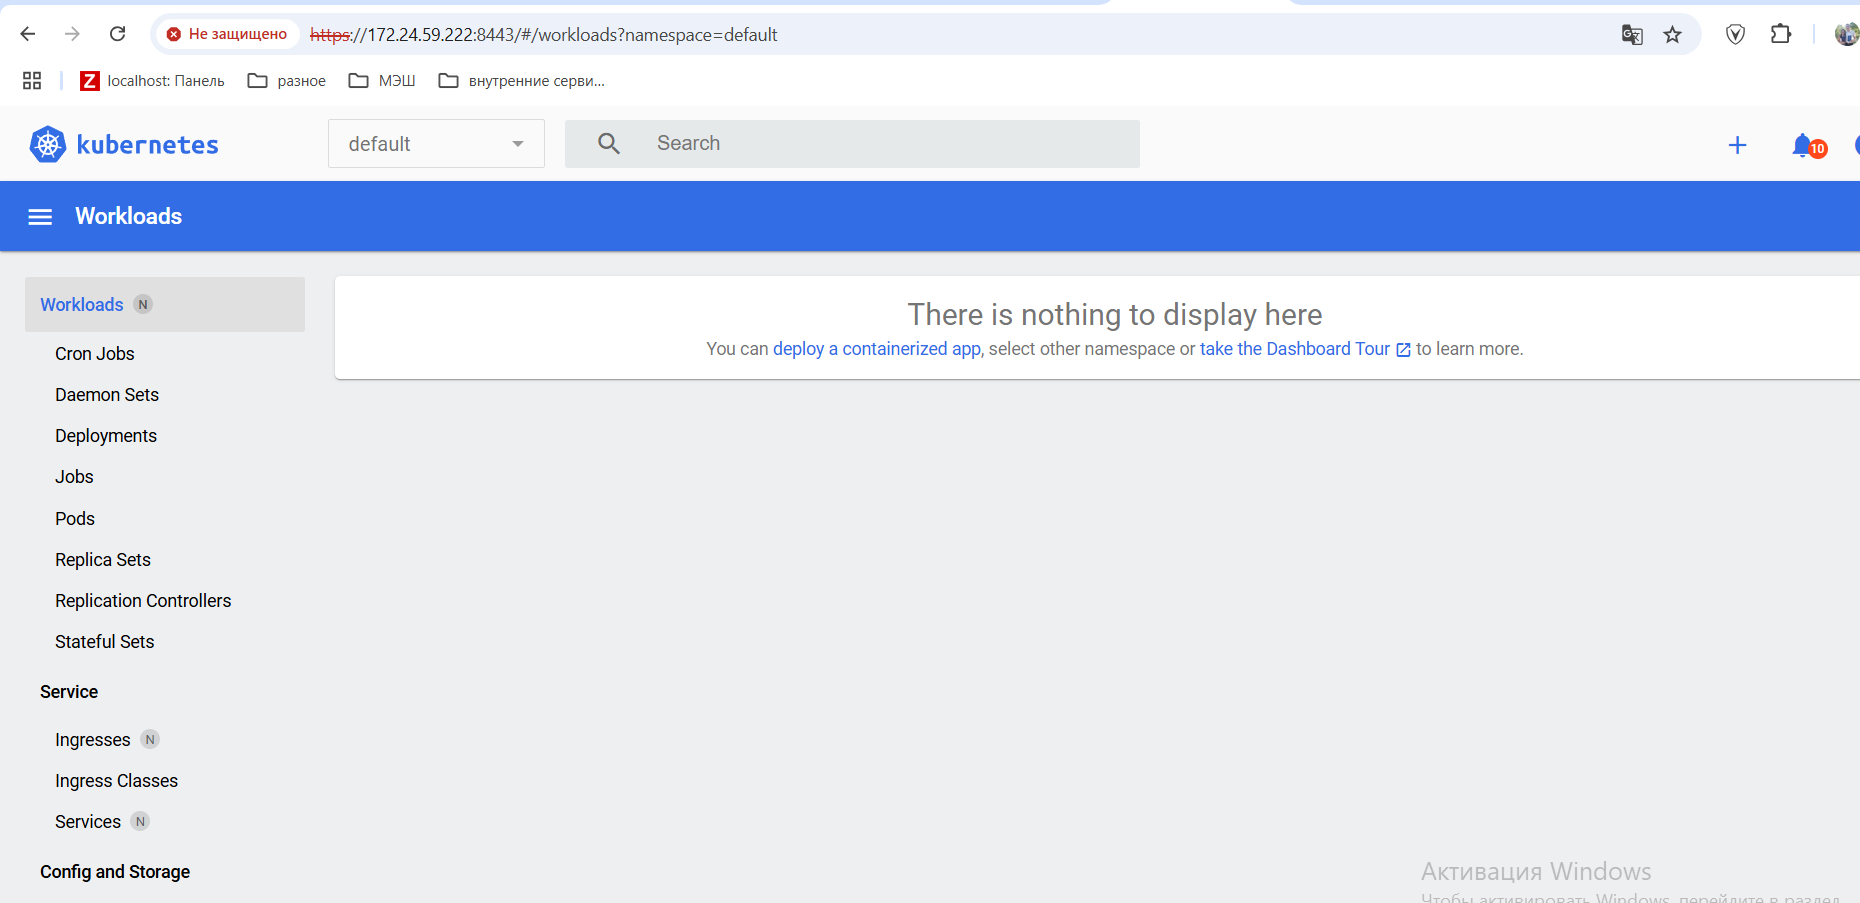 Не защищено https://172.24.59.222:8443/#/workloads?namespace=default
localhost: Панель разное МЭШ внутренние серви...
kubernetes default Search 10
Workloads
Workloads N
Cron Jobs
Daemon Sets
Deployments
Jobs
Pods
Replica Sets
Replication Controllers
Stateful Sets
Service
Ingresses N
Ingress Classes
Services N
Config and Storage
There is nothing to display here
You can deploy a containerized app, select other namespace or take the Dashboard Tour to learn more.
Активация Windows
Чтобы активировать Windows, перейдите в раздел